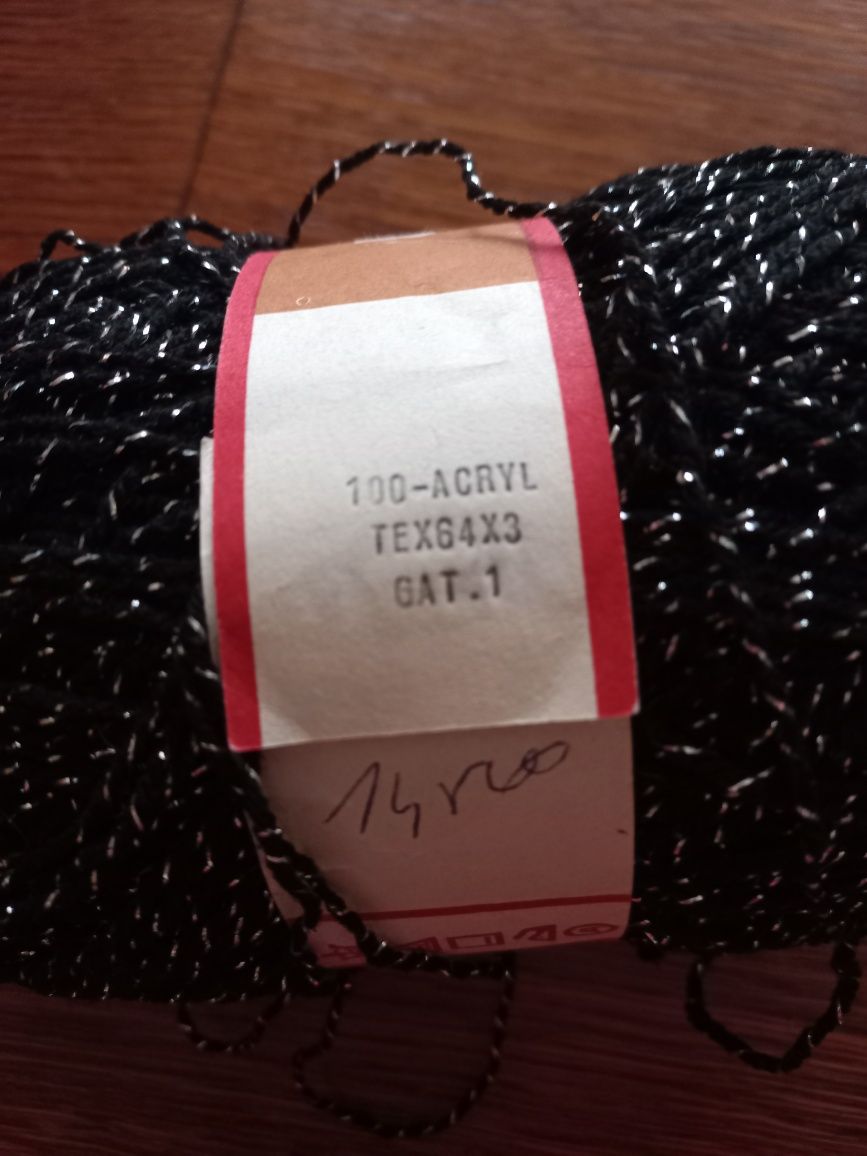 100-ACRYL
TEX64X3
GAT.1